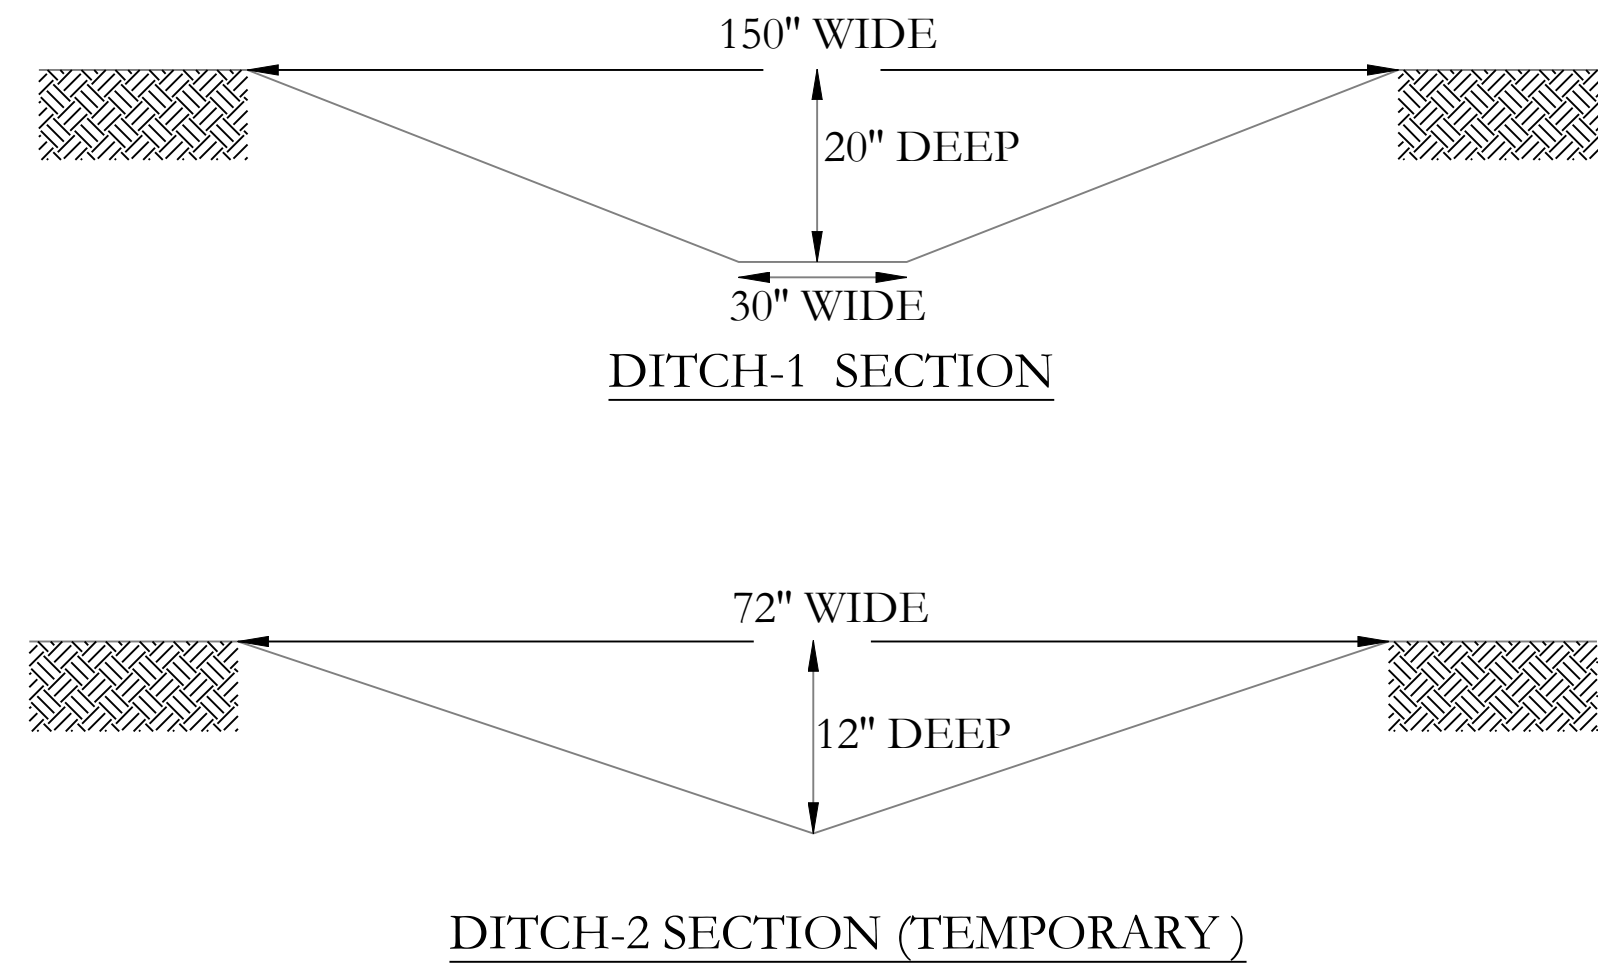 150" WIDE
20" DEEP
30" WIDE
DITCH-1 SECTION
72" WIDE
12" DEEP
DITCH-2 SECTION (TEMPORARY )